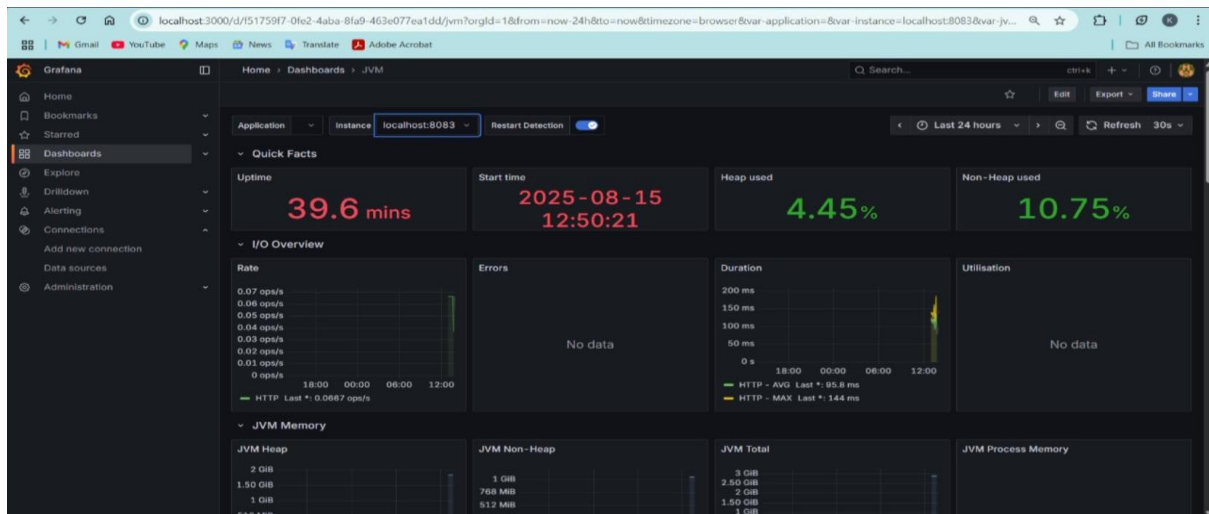 localhost:3000/d/f51759f7-0fe2-4aba-8fa9-463e077ea1dd/jvm?orgId=1&from=now-24h&to=now&timezone=browser&var-application=&var-instance=localhost:8083&var-jv...
K
Gmail YouTube Maps News Translate Adobe Acrobat All Bookmarks
Grafana Home › Dashboards › JVM Search... ctrl+k
Home Edit Export Share
Bookmarks
Starred
Dashboards
Explore
Drilldown
Alerting
Connections
Add new connection
Data sources
Administration
Application Instance localhost:8083 Restart Detection Last 24 hours Refresh 30s
Quick Facts
Uptime
39.6 mins
Start time
2025-08-15
12:50:21
Heap used
4.45%
Non-Heap used
10.75%
I/O Overview
Rate
0.07 ops/s
0.06 ops/s
0.05 ops/s
0.04 ops/s
0.03 ops/s
0.02 ops/s
0.01 ops/s
0 ops/s
18:00 00:00 06:00 12:00
HTTP Last *: 0.0667 ops/s
Errors
No data
Duration
200 ms
150 ms
100 ms
50 ms
0 s
18:00 00:00 06:00 12:00
HTTP - AVG Last *: 95.8 ms
HTTP - MAX Last *: 144 ms
Utilisation
No data
JVM Memory
JVM Heap
2 GiB
1.50 GiB
1 GiB
JVM Non-Heap
1 GiB
768 MiB
512 MiB
JVM Total
3 GiB
2.50 GiB
2 GiB
1.50 GiB
1 GiB
JVM Process Memory